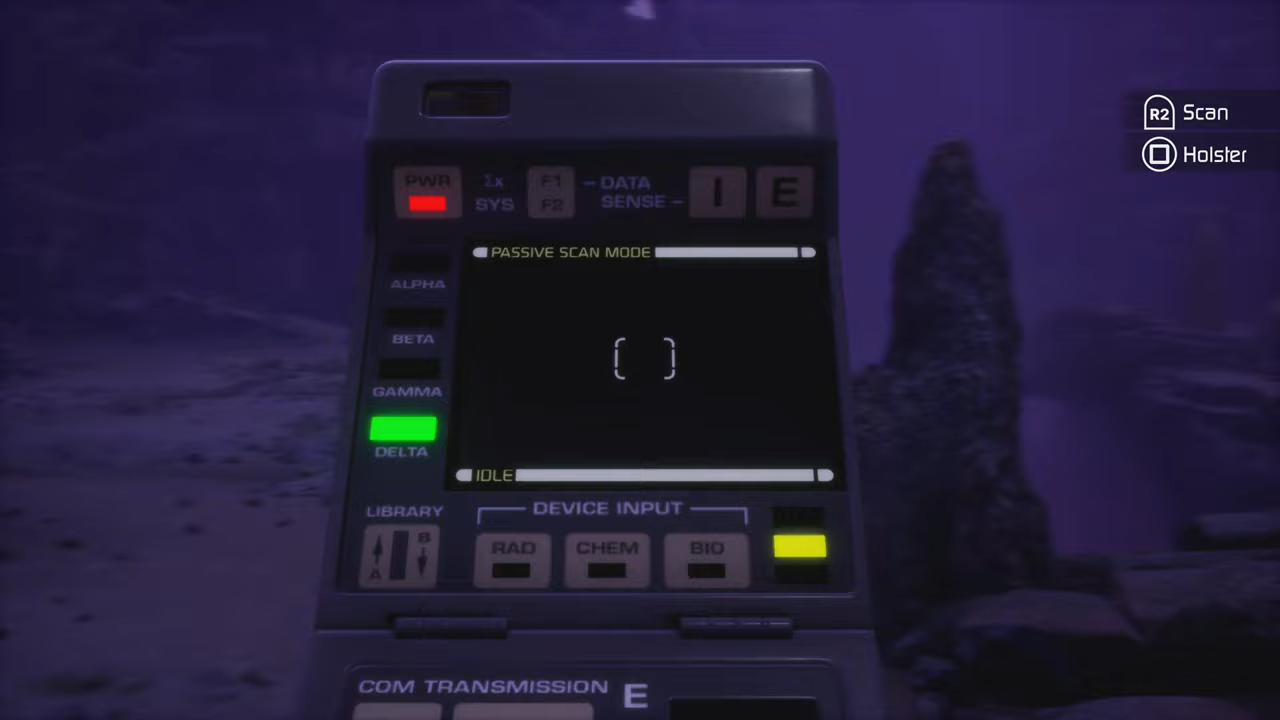 R2 Scan
Holster
PWR
Σx
SYS
F1
F2
DATA
SENSE
I
E
PASSIVE SCAN MODE
ALPHA
BETA
GAMMA
DELTA
IDLE
LIBRARY
A
B
DEVICE INPUT
RAD
CHEM
BIO
COM TRANSMISSION
E